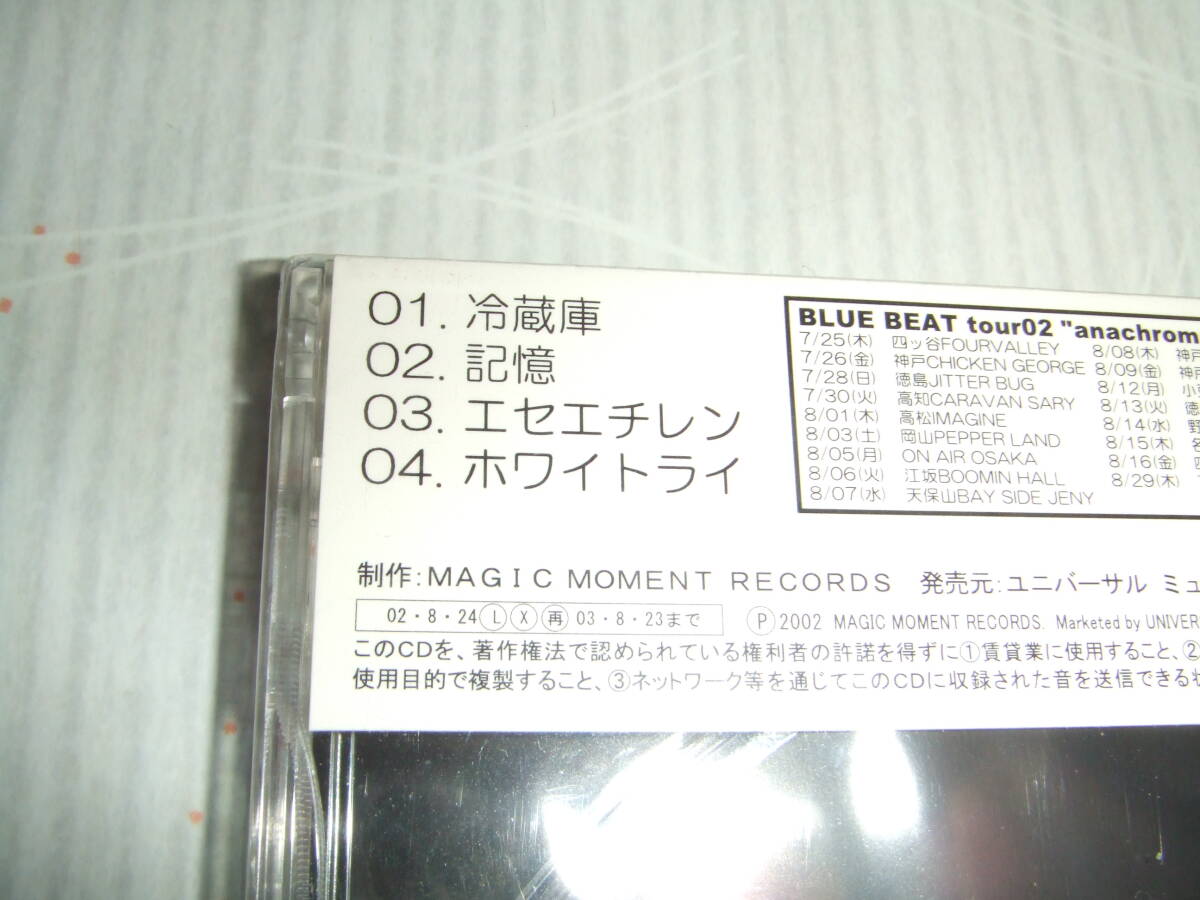 01. 冷蔵庫
02. 記憶
03. エセエチレン
04. ホワイトライ
BLUE BEAT tour02 "anachrom
7/25(木) 四ッ谷FOURVALLEY
7/26(金) 神戸CHICKEN GEORGE
7/28(日) 徳島JITTER BUG
7/30(火) 高知CARAVAN SARY
8/01(木) 高松IMAGINE
8/03(土) 岡山PEPPER LAND
8/05(月) ON AIR OSAKA
8/06(火) 江坂BOOMIN HALL
8/07(水) 天保山BAY SIDE JENY
8/08(木) 神戸
8/09(金) 神戸
8/12(月) 小
8/13(火) 徳
8/14(水) 野
8/15(木) 名
8/16(金) 四
8/29(木)
制作:MAGIC MOMENT RECORDS 発売元:ユニバーサル ミュ
02・8・24 Ⓛ Ⓧ 再 03・8・23まで
Ⓟ2002 MAGIC MOMENT RECORDS. Marketed by UNIVER
このCDを、著作権法で認められている権利者の許諾を得ずに①賃貸業に使用すること、②
使用目的で複製すること、③ネットワーク等を通じてこのCDに収録された音を送信できる状